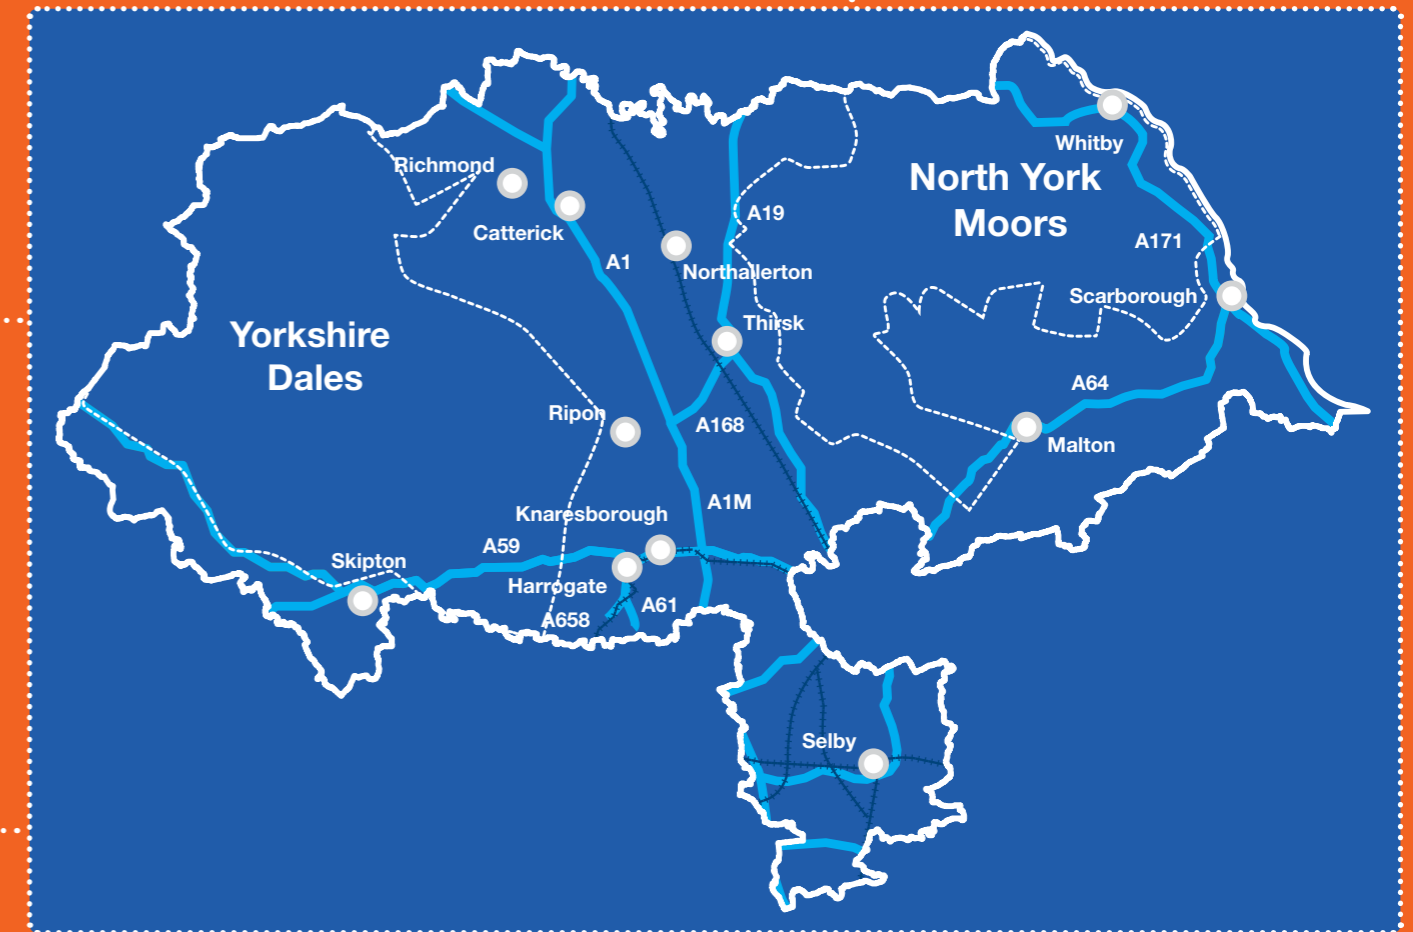 Whitby
Richmond
North York
Moors
A19
Catterick
A171
A1
Northallerton
Scarborough
Thirsk
Yorkshire
Dales
A64
Ripon
A168
Malton
A1M
Knaresborough
A59
Skipton
Harrogate
A61
A658
Selby